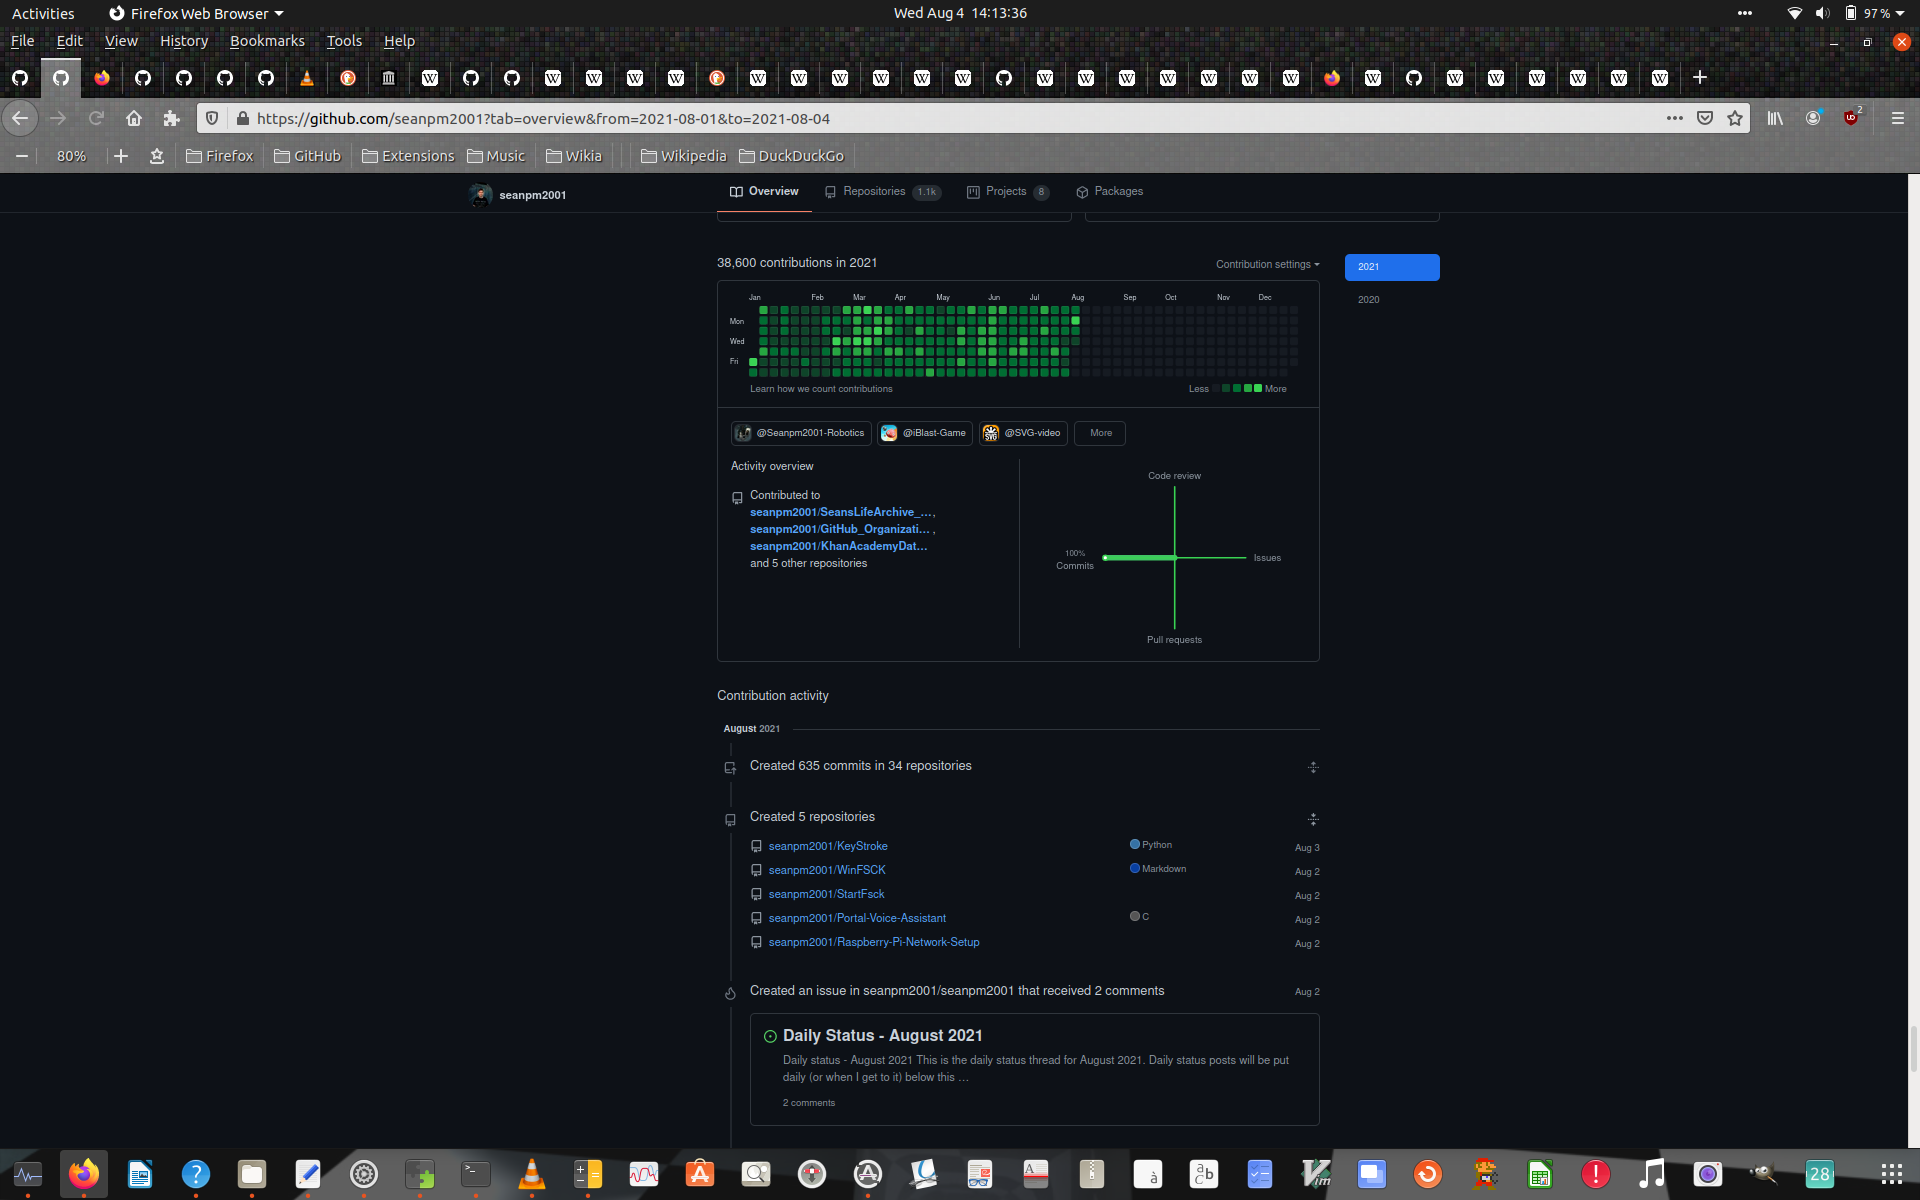 Activities
Firefox Web Browser
Wed Aug 4 14:13:36
97 %
File Edit View History Bookmarks Tools Help
https://github.com/seanpm2001?tab=overview&from=2021-08-01&to=2021-08-04
2
80%
Firefox
GitHub
Extensions
Music
Wikia
Wikipedia
DuckDuckGo
seanpm2001
Overview
Repositories 1.1k
Projects 8
Packages
38,600 contributions in 2021
Contribution settings
2021
2020
Jan Feb Mar Apr May Jun Jul Aug Sep Oct Nov Dec
Mon
Wed
Fri
Learn how we count contributions
Less
More
@Seanpm2001-Robotics
@iBlast-Game
SVG
@SVG-video
More
Activity overview
Contributed to
seanpm2001/SeansLifeArchive_…,
seanpm2001/GitHub_Organizati… ,
seanpm2001/KhanAcademyDat…
and 5 other repositories
Code review
100%
Commits
Issues
Pull requests
Contribution activity
August 2021
Created 635 commits in 34 repositories
Created 5 repositories
seanpm2001/KeyStroke Python Aug 3
seanpm2001/WinFSCK Markdown Aug 2
seanpm2001/StartFsck Aug 2
seanpm2001/Portal-Voice-Assistant C Aug 2
seanpm2001/Raspberry-Pi-Network-Setup Aug 2
Created an issue in seanpm2001/seanpm2001 that received 2 comments Aug 2
Daily Status - August 2021
Daily status - August 2021 This is the daily status thread for August 2021. Daily status posts will be put
daily (or when I get to it) below this …
2 comments
28